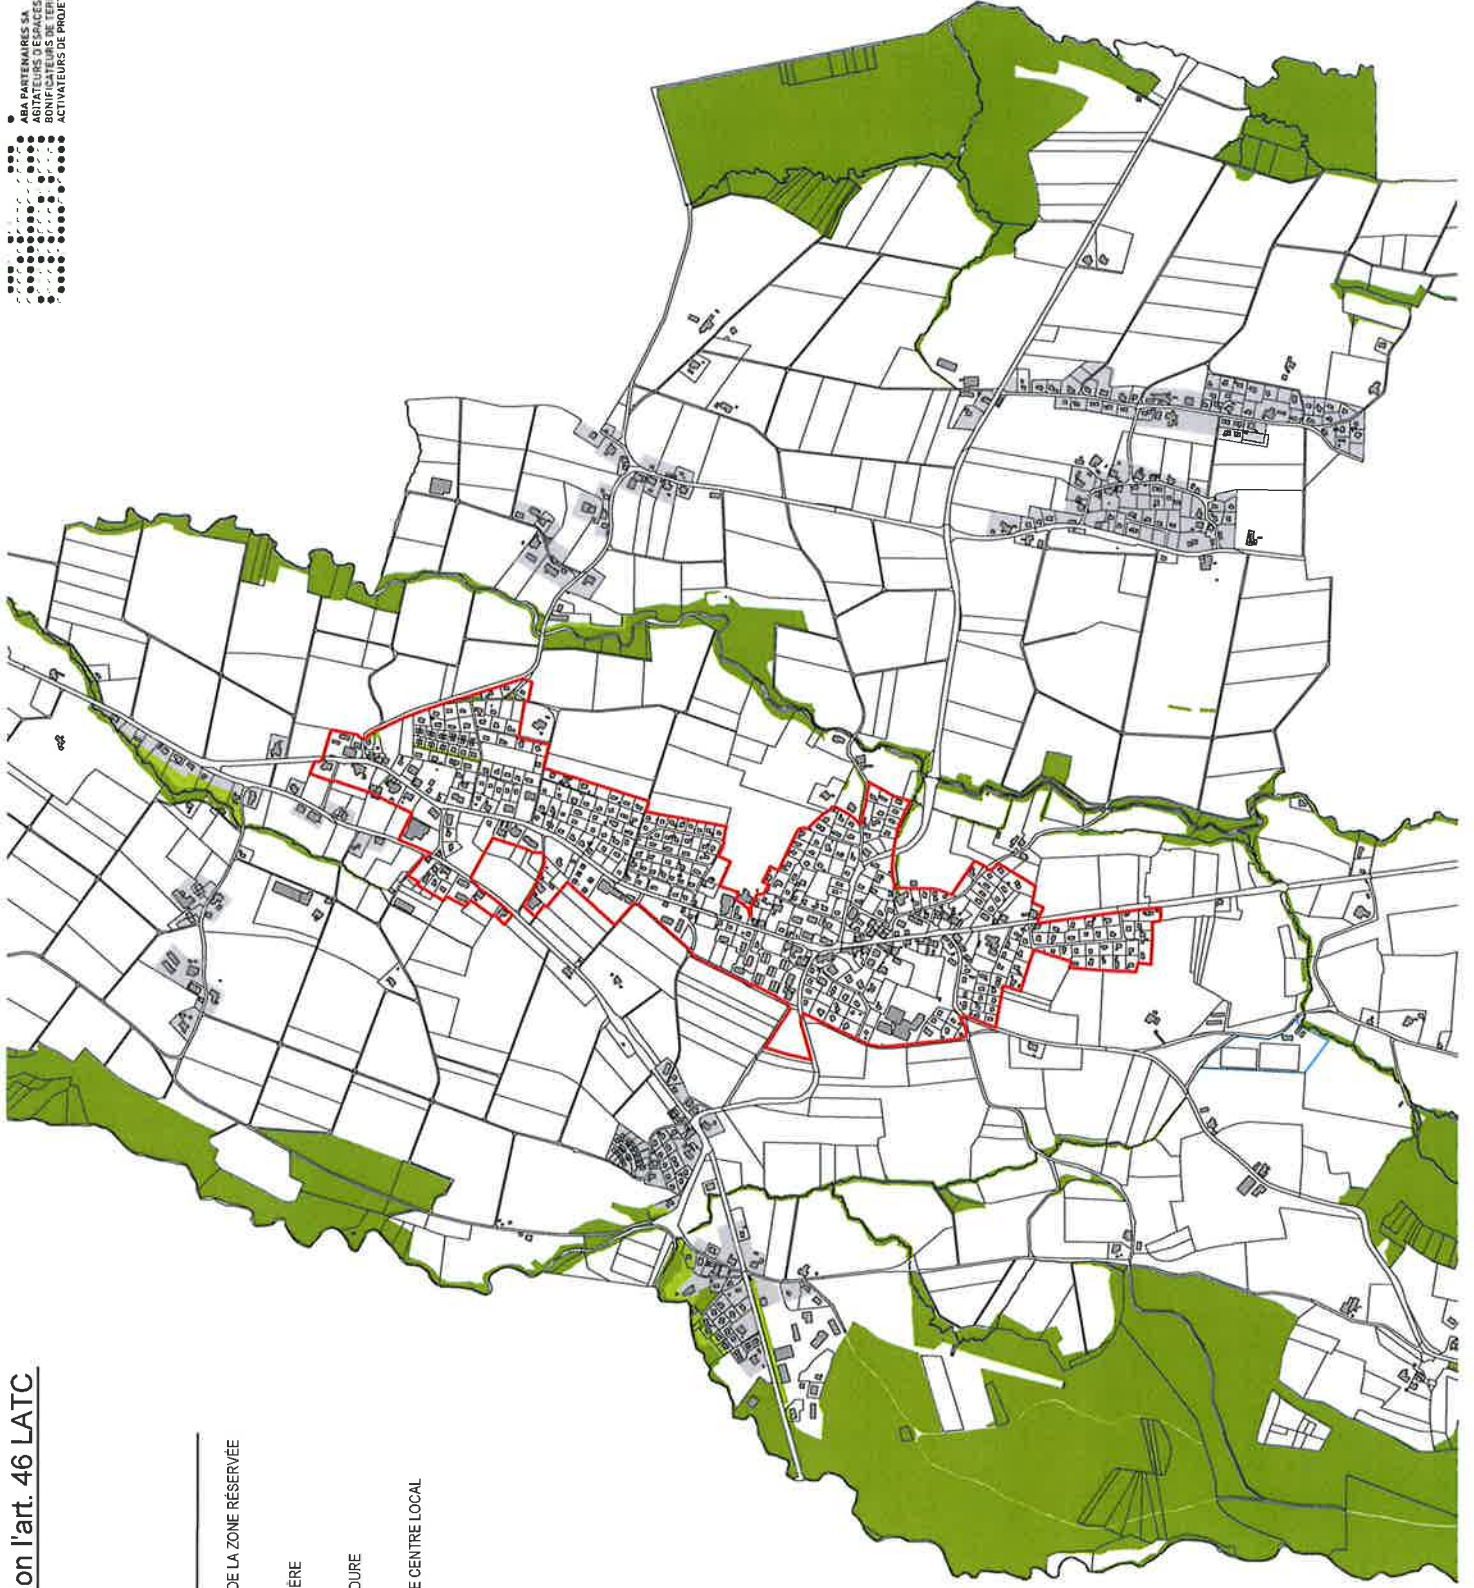 ABA PARTENAIRES SA
AGITATEURS D'ESPACES
BONIFICATEURS DE TER
ACTIVATEURS DE PROJE
on l'art. 46 LATC
DE LA ZONE RÉSERVÉE
ÈRE
OURE
E CENTRE LOCAL